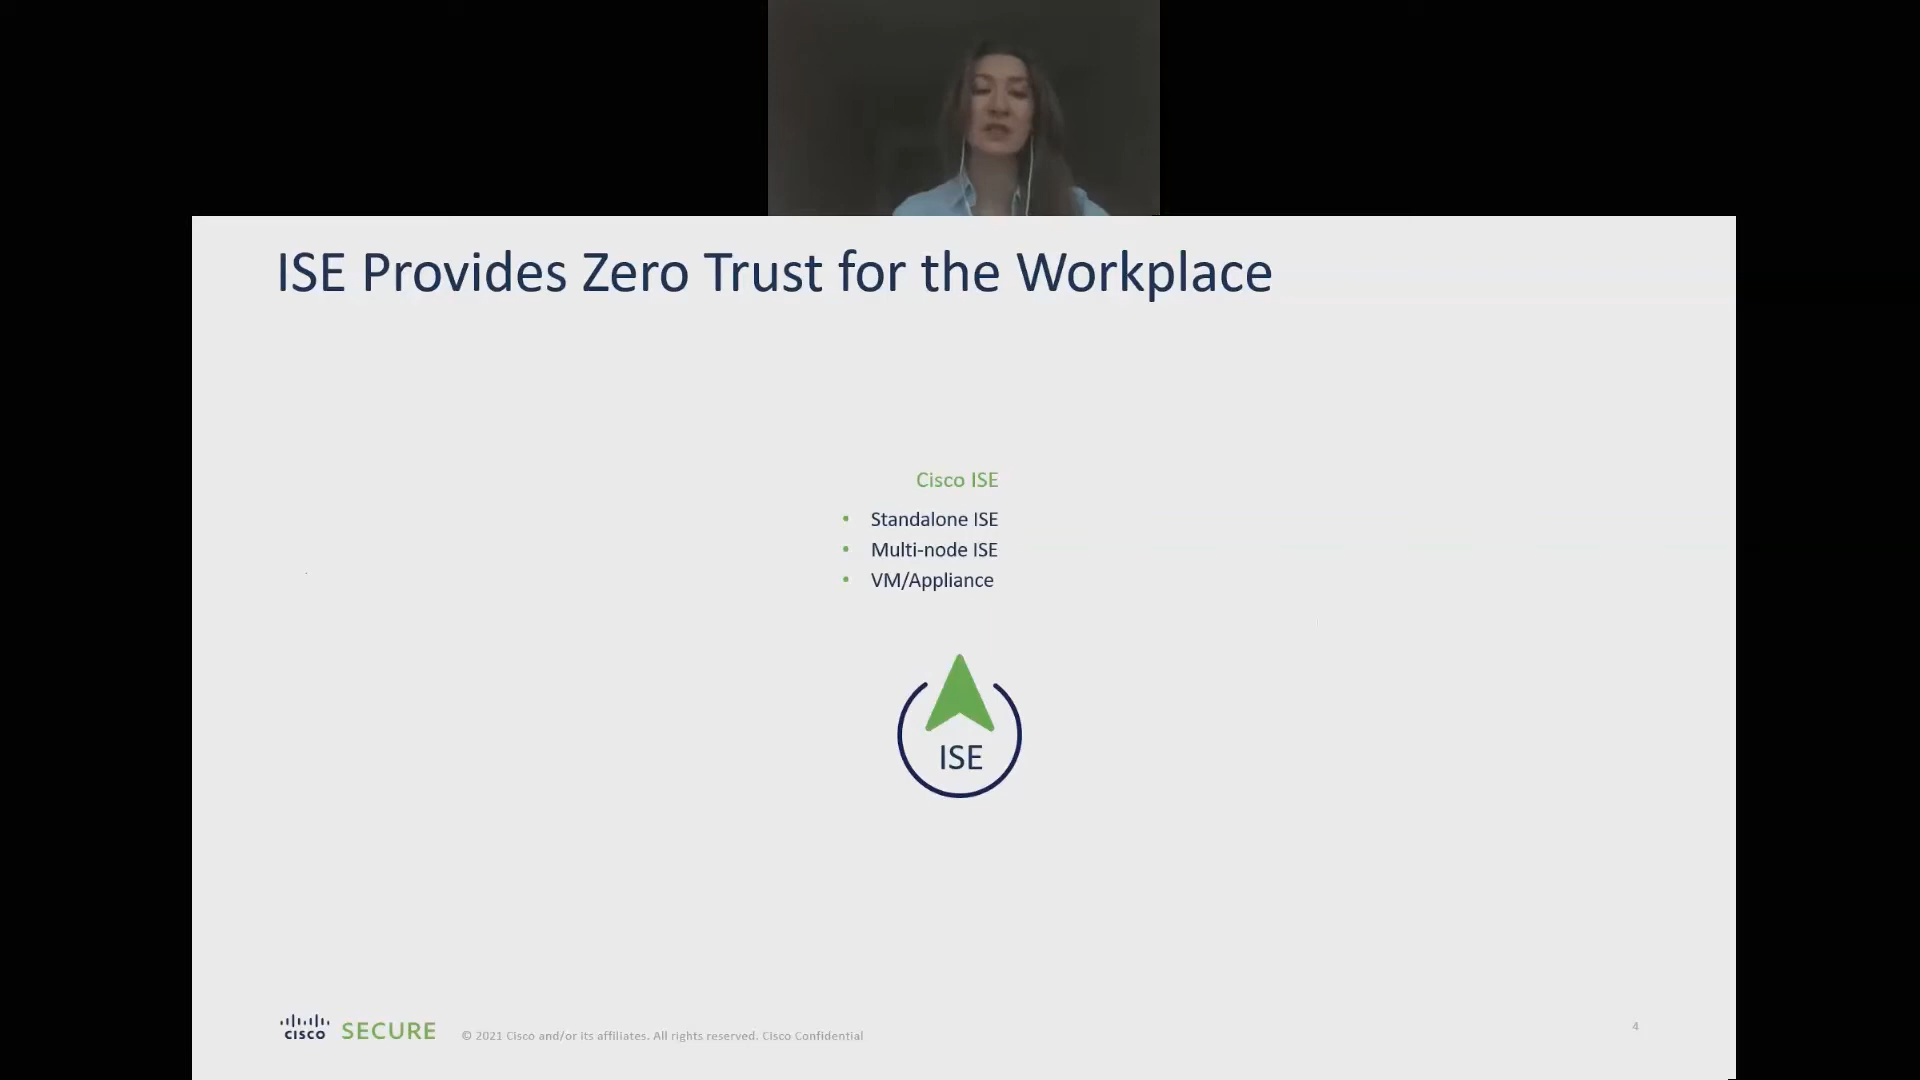 ISE Provides Zero Trust for the Workplace
Cisco ISE
• Standalone ISE
• Multi-node ISE
• VM/Appliance
ISE
CISCO SECURE © 2021 Cisco and/or its affiliates. All rights reserved. Cisco Confidential 4